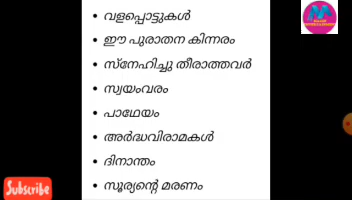 • വളപ്പൊട്ടുകൾ
• ഈ പുരാതന കിന്നരം
• സ്നേഹിച്ചു തീരാത്തവർ
• സ്വയംവരം
• പാഥേയം
• അർദ്ധവിരാമകൾ
• ദിനാന്തം
• സൂര്യന്റെ മരണം
Subscribe